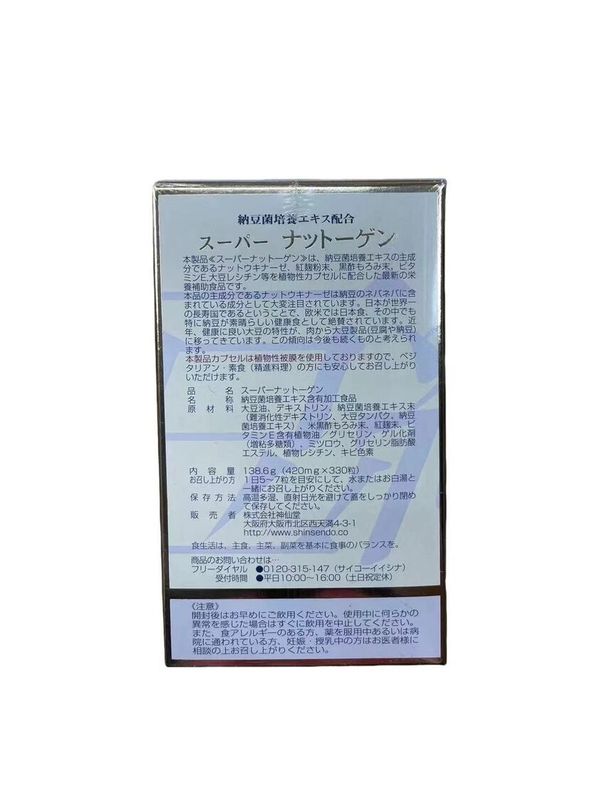 納豆菌培養エキス配合
スーパー ナットーゲン
本製品≪スーパーナットーゲン≫は、納豆菌培養エキスの主成
分であるナットウキナーゼ、紅麹粉末、黒酢もろみ末、ビタ
ミンE、大豆レシチン等を植物性カプセルに配合した最新の栄
養補助食品です。
本品の主成分であるナットウキナーゼは納豆のネバネバに含
まれている成分として大変注目されています。日本が世界一
の長寿国であるということで、欧米では日本食、その中でも
特に納豆が素晴らしい健康食として絶賛されています。近
年、健康に良い大豆の特性が、肉から大豆製品(豆腐や納豆)
に移ってきています。この傾向は今後も続くものと考えられ
ます。
本製品カプセルは植物性被膜を使用しておりますので、ベジ
タリアン・素食(精進料理)の方にも安心してお召し上がり
いただけます。
品 名 スーパーナットーゲン
名 称 納豆菌培養エキス含有加工食品
原 材 料 大豆油、デキストリン、納豆菌培養エキス末
(難消化性デキストリン、大豆タンパク、納豆
菌培養エキス) 米黒酢もろみ末、紅麹末、ビ
タミンE含有植物油/グリセリン、ゲル化剤
(増粘多糖類)、ミツロウ、グリセリン脂肪酸
エステル、植物レシチン、キビ色素
内 容 量 138.6g(420mg×330粒)
お召し上がり方 1日5~7粒を目安にして、水またはお白湯と
一緒にお召し上がりください。
保 存 方 法 高温多湿、直射日光を避けて蓋をしっかり閉め
て保存してください。
販 売 者 株式会社神仙堂
大阪府大阪市北区西天満4-3-1
http://www.shinsendo.co.jp
食生活は、主食、主菜、副菜を基本に食事のバランスを。
商品のお問い合わせは…
フリーダイヤル ●0120-315-147(サイコーイイシナ)
受付時間 ●平日10:00~16:00(土日祝定休)
〈注意〉
開封後はお早めにご飲用ください。使用中に何らかの
異常を感じた場合はすぐに飲用を中止してください。
また、食アレルギーのある方、薬を服用中あるいは病
院に通われている方、妊娠・授乳中の方はお医者様に
相談の上お召し上がりください。